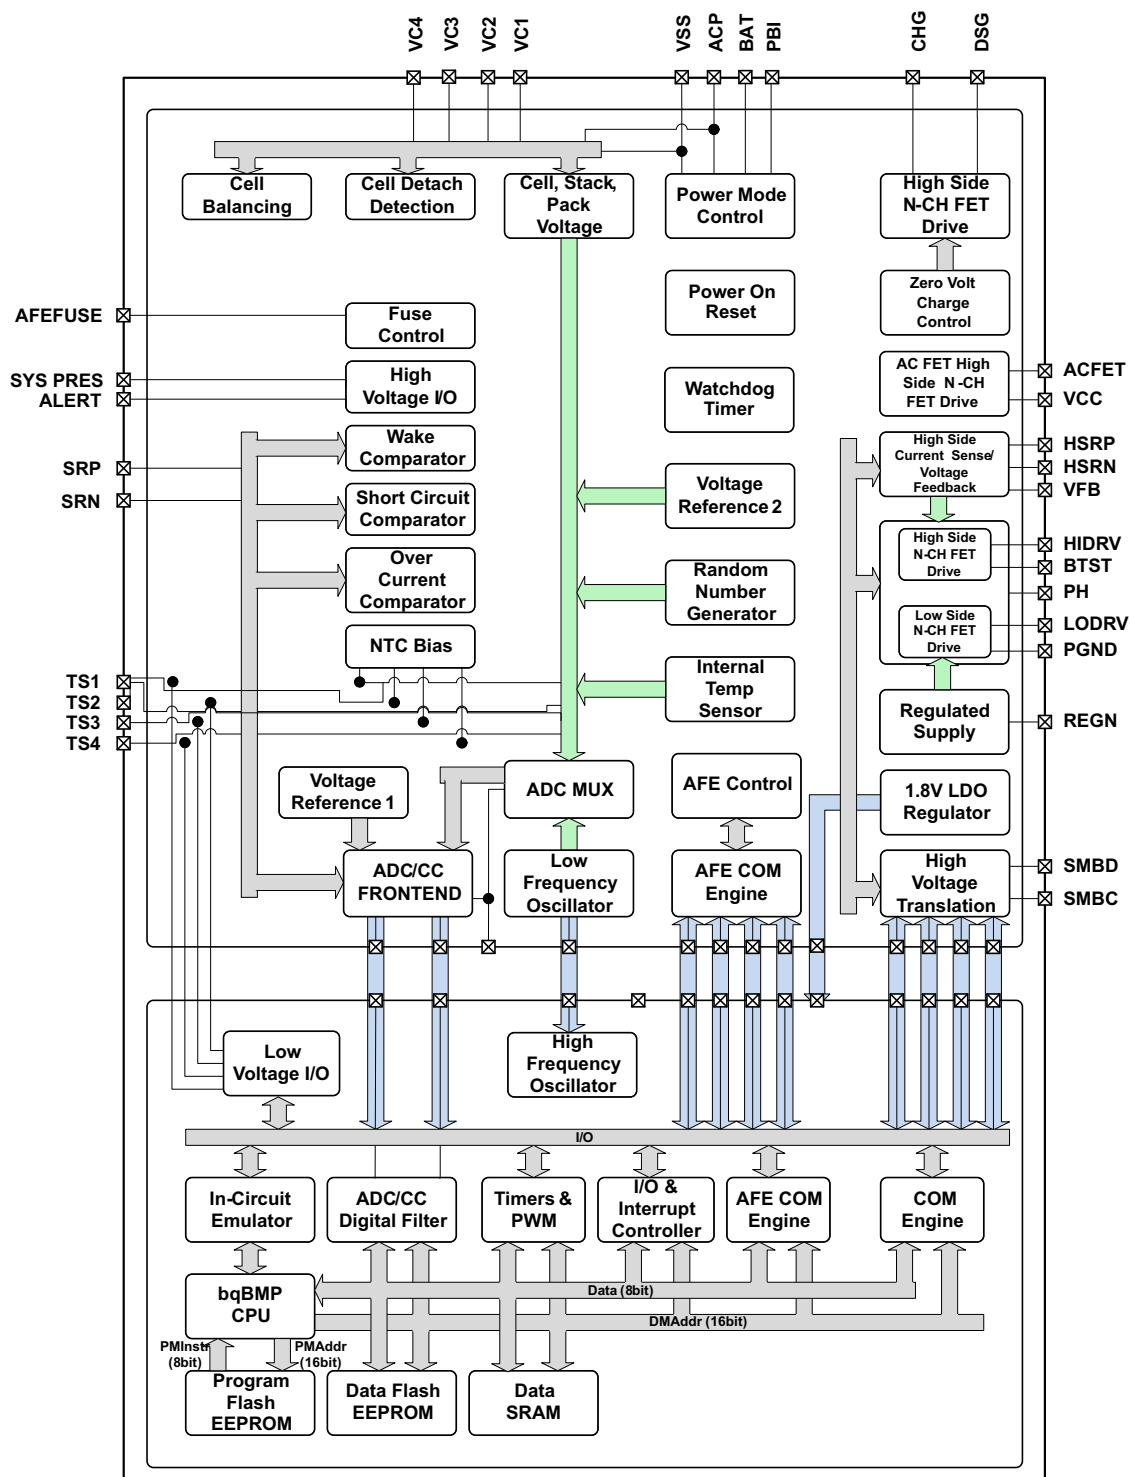 VC4
VC3
VC2
VC1
VSS
ACP
BAT
PBI
CHG
DSG
Cell
Balancing
Cell Detach
Detection
Cell, Stack,
Pack
Voltage
Power Mode
Control
High Side
N-CH FET
Drive
Power On
Reset
Zero Volt
Charge
Control
AFEFUSE
Fuse
Control
SYS PRES
ALERT
High
Voltage I/O
Watchdog
Timer
AC FET High
Side N -CH
FET Drive
ACFET
VCC
SRP
SRN
Wake
Comparator
Short Circuit
Comparator
Over
Current
Comparator
Voltage
Reference 2
High Side
Current Sense/
Voltage
Feedback
HSRP
HSRN
VFB
High Side
N-CH FET
Drive
HIDRV
BTST
PH
Random
Number
Generator
Low Side
N-CH FET
Drive
LODRV
PGND
NTC Bias
Internal
Temp
Sensor
TS1
TS2
TS3
TS4
Regulated
Supply
REGN
Voltage
Reference 1
ADC MUX
AFE Control
1.8V LDO
Regulator
ADC/CC
FRONTEND
Low
Frequency
Oscillator
AFE COM
Engine
High
Voltage
Translation
SMBD
SMBC
Low
Voltage I/O
High
Frequency
Oscillator
I/O
In-Circuit
Emulator
ADC/CC
Digital Filter
Timers &
PWM
I/O &
Interrupt
Controller
AFE COM
Engine
COM
Engine
bqBMP
CPU
Data (8bit)
DMAddr (16bit)
PMInstr
(8bit)
PMAddr
(16bit)
Program
Flash
EEPROM
Data Flash
EEPROM
Data
SRAM